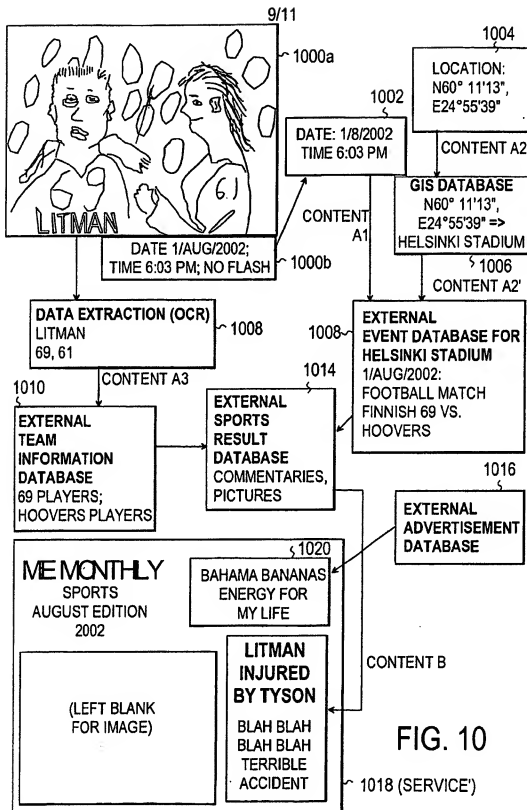 9/11
1000a
LITMAN
6.1
DATE 1/AUG/2002;
TIME 6:03 PM; NO FLASH
1000b
1002
DATE: 1/8/2002
TIME 6:03 PM
1004
LOCATION:
N60° 11'13",
E24°55'39"
CONTENT A2
GIS DATABASE
N60° 11'13",
E24°55'39" =>
HELSINKI STADIUM
1006
CONTENT A2'
CONTENT
A1
DATA EXTRACTION (OCR)
LITMAN
69, 61
1008
CONTENT A3
1008
EXTERNAL
EVENT DATABASE FOR
HELSINKI STADIUM
1/AUG/2002:
FOOTBALL MATCH
FINNISH 69 VS.
HOOVERS
1010
EXTERNAL
TEAM
INFORMATION
DATABASE
69 PLAYERS;
HOOVERS PLAYERS
1014
EXTERNAL
SPORTS
RESULT
DATABASE
COMMENTARIES,
PICTURES
1016
EXTERNAL
ADVERTISEMENT
DATABASE
ME MONTHLY
SPORTS
AUGUST EDITION
2002
1020
BAHAMA BANANAS
ENERGY FOR
MY LIFE
(LEFT BLANK
FOR IMAGE)
LITMAN
INJURED
BY TYSON
BLAH BLAH
BLAH BLAH
TERRIBLE
ACCIDENT
CONTENT B
FIG. 10
1018 (SERVICE')